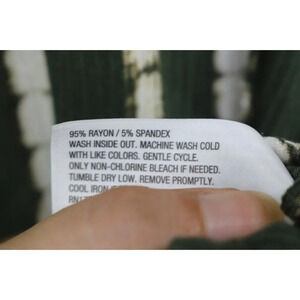 95% RAYON / 5% SPANDEX
WASH INSIDE OUT. MACHINE WASH COLD
WITH LIKE COLORS. GENTLE CYCLE.
ONLY NON-CHLORINE BLEACH IF NEEDED.
TUMBLE DRY LOW. REMOVE PROMPTLY.
COOL IRON